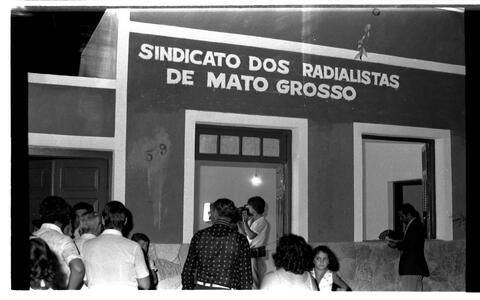 SINDICATO DOS RADIALISTAS
DE MATO GROSSO